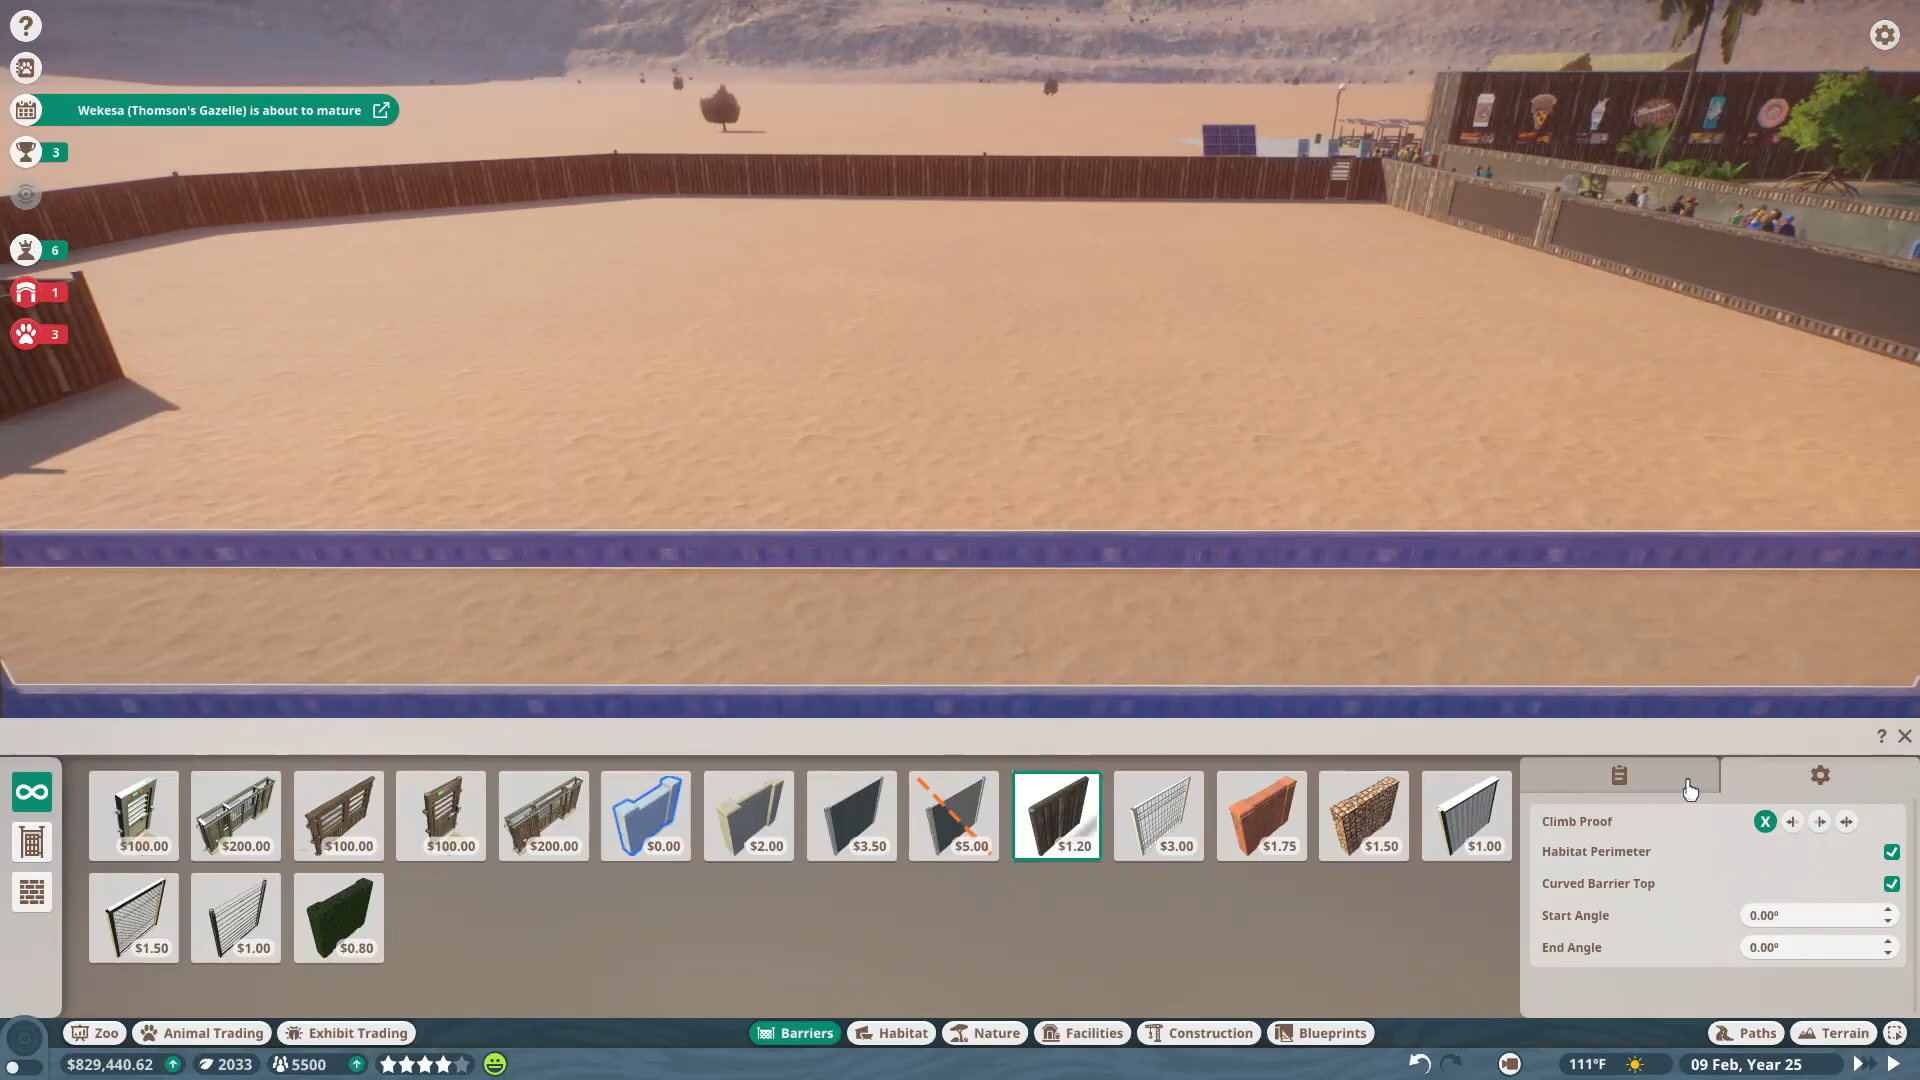 ?
Wekesa (Thomson's Gazelle) is about to mature
3
6
1
3
?
$100.00
$200.00
$100.00
$100.00
$200.00
$0.00
$2.00
$3.50
$5.00
$1.20
$3.00
$1.75
$1.50
$1.00
$1.50
$1.00
$0.80
Climb Proof
X
Habitat Perimeter
Curved Barrier Top
Start Angle
0.00°
End Angle
0.00°
Zoo
Animal Trading
Exhibit Trading
Barriers
Habitat
Nature
Facilities
Construction
Blueprints
Paths
Terrain
$829,440.62
2033
5500
111°F
09 Feb, Year 25